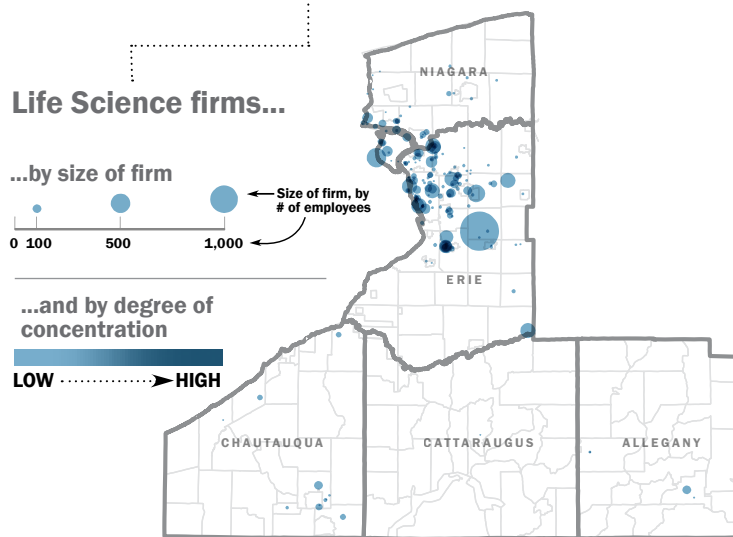 NIAGARA
Life Science firms...
...by size of firm
Size of firm, by
# of employees
0 100 500 1,000
ERIE
...and by degree of
concentration
LOW HIGH
CHAUTAUQUA CATTARAUGUS ALLEGANY